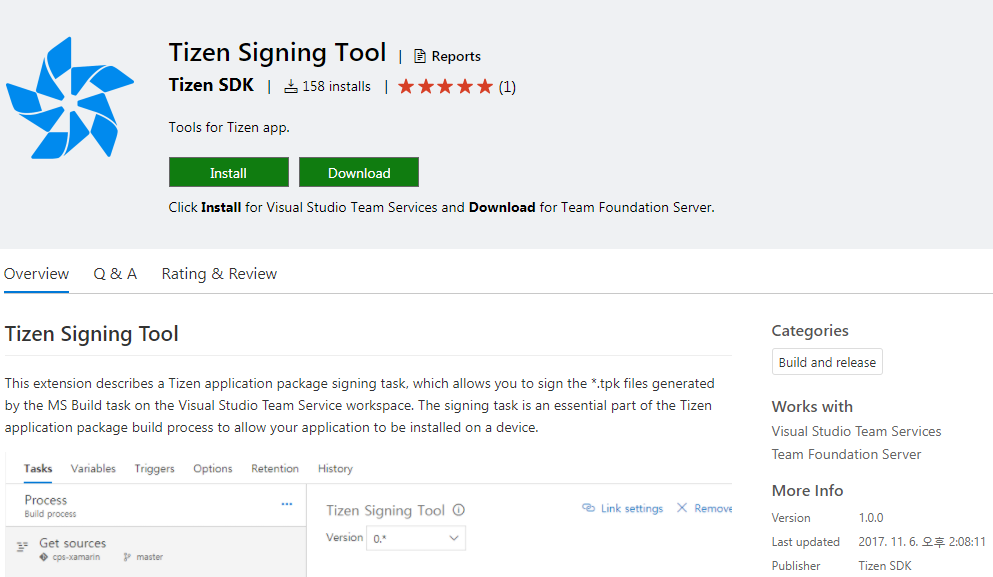 Tizen Signing Tool | Reports
Tizen SDK | 158 installs | (1)
Tools for Tizen app.
Install Download
Click Install for Visual Studio Team Services and Download for Team Foundation Server.
Overview Q & A Rating & Review
Tizen Signing Tool
This extension describes a Tizen application package signing task, which allows you to sign the *.tpk files generated
by the MS Build task on the Visual Studio Team Service workspace. The signing task is an essential part of the Tizen
application package build process to allow your application to be installed on a device.
Tasks Variables Triggers Options Retention History
Process
Build process
...
Get sources
cps-xamarin master
Tizen Signing Tool
Link settings Remove
Version 0.*
Categories
Build and release
Works with
Visual Studio Team Services
Team Foundation Server
More Info
Version 1.0.0
Last updated 2017. 11. 6. 오후 2:08:11
Publisher Tizen SDK